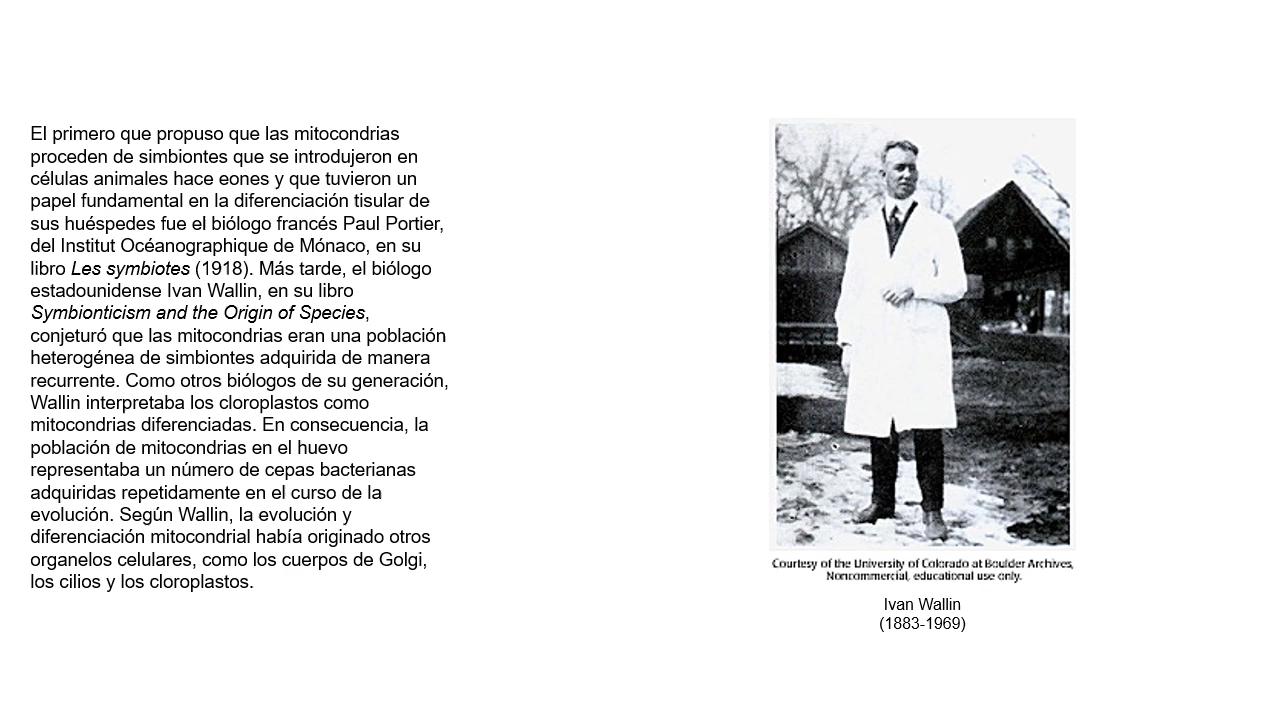 El primero que propuso que las mitocondrias
proceden de simbiontes que se introdujeron en
células animales hace eones y que tuvieron un
papel fundamental en la diferenciación tisular de
sus huéspedes fue el biólogo francés Paul Portier,
del Institut Océanographique de Mónaco, en su
libro Les symbiotes (1918). Más tarde, el biólogo
estadounidense Ivan Wallin, en su libro
Symbionticism and the Origin of Species,
conjeturó que las mitocondrias eran una población
heterogénea de simbiontes adquirida de manera
recurrente. Como otros biólogos de su generación,
Wallin interpretaba los cloroplastos como
mitocondrias diferenciadas. En consecuencia, la
población de mitocondrias en el huevo
representaba un número de cepas bacterianas
adquiridas repetidamente en el curso de la
evolución. Según Wallin, la evolución y
diferenciación mitocondrial había originado otros
organelos celulares, como los cuerpos de Golgi,
los cilios y los cloroplastos.
Courtesy of the University of Colorado at Boulder Archives,
Noncommercial, educational use only.
Ivan Wallin
(1883-1969)